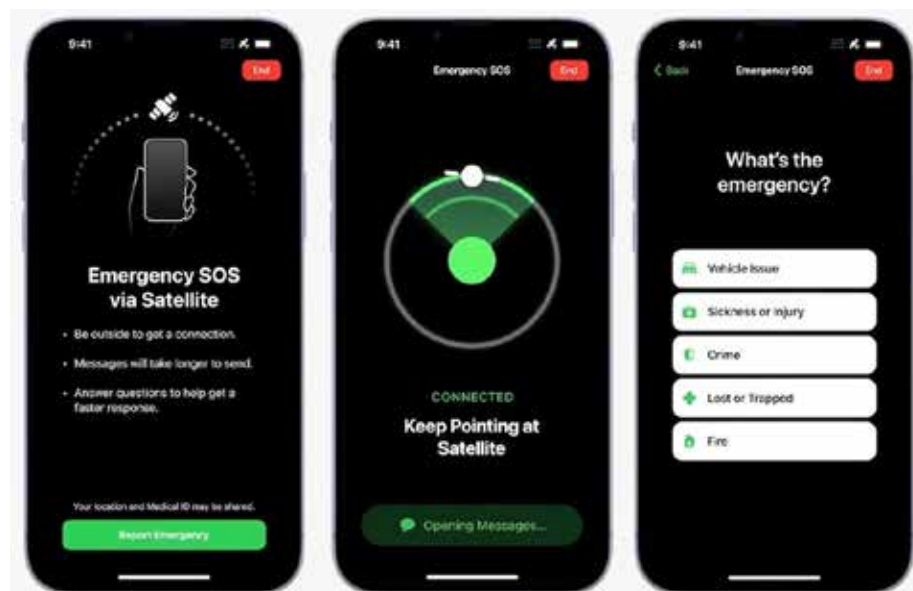 9:41
End
Emergency SOS
via Satellite
• Be outside to get a connection.
• Messages will take longer to send.
• Answer questions to help get a
faster response.
Your location and Medical ID may be shared.
Report Emergency
9:41
Emergency SOS
End
CONNECTED
Keep Pointing at
Satellite
Opening Messages...
9:41
Back
Emergency SOS
End
What's the
emergency?
Vehicle Issue
Sickness or Injury
Crime
Lost or Trapped
Fire